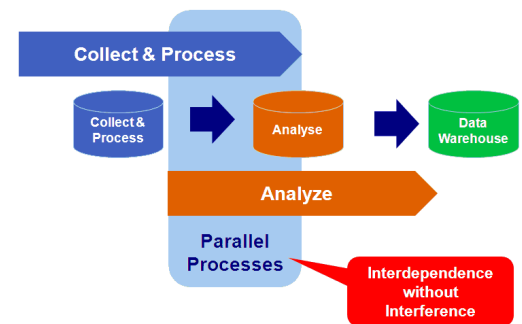 Collect & Process
Collect &
Process
Analyse
Data
Warehouse
Analyze
Parallel
Processes
Interdependence
without
Interference